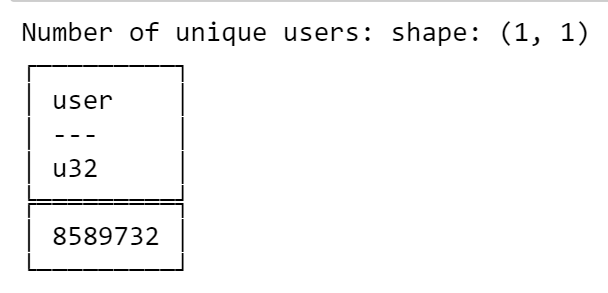 Number of unique users: shape: (1, 1)
user
---
u32
8589732